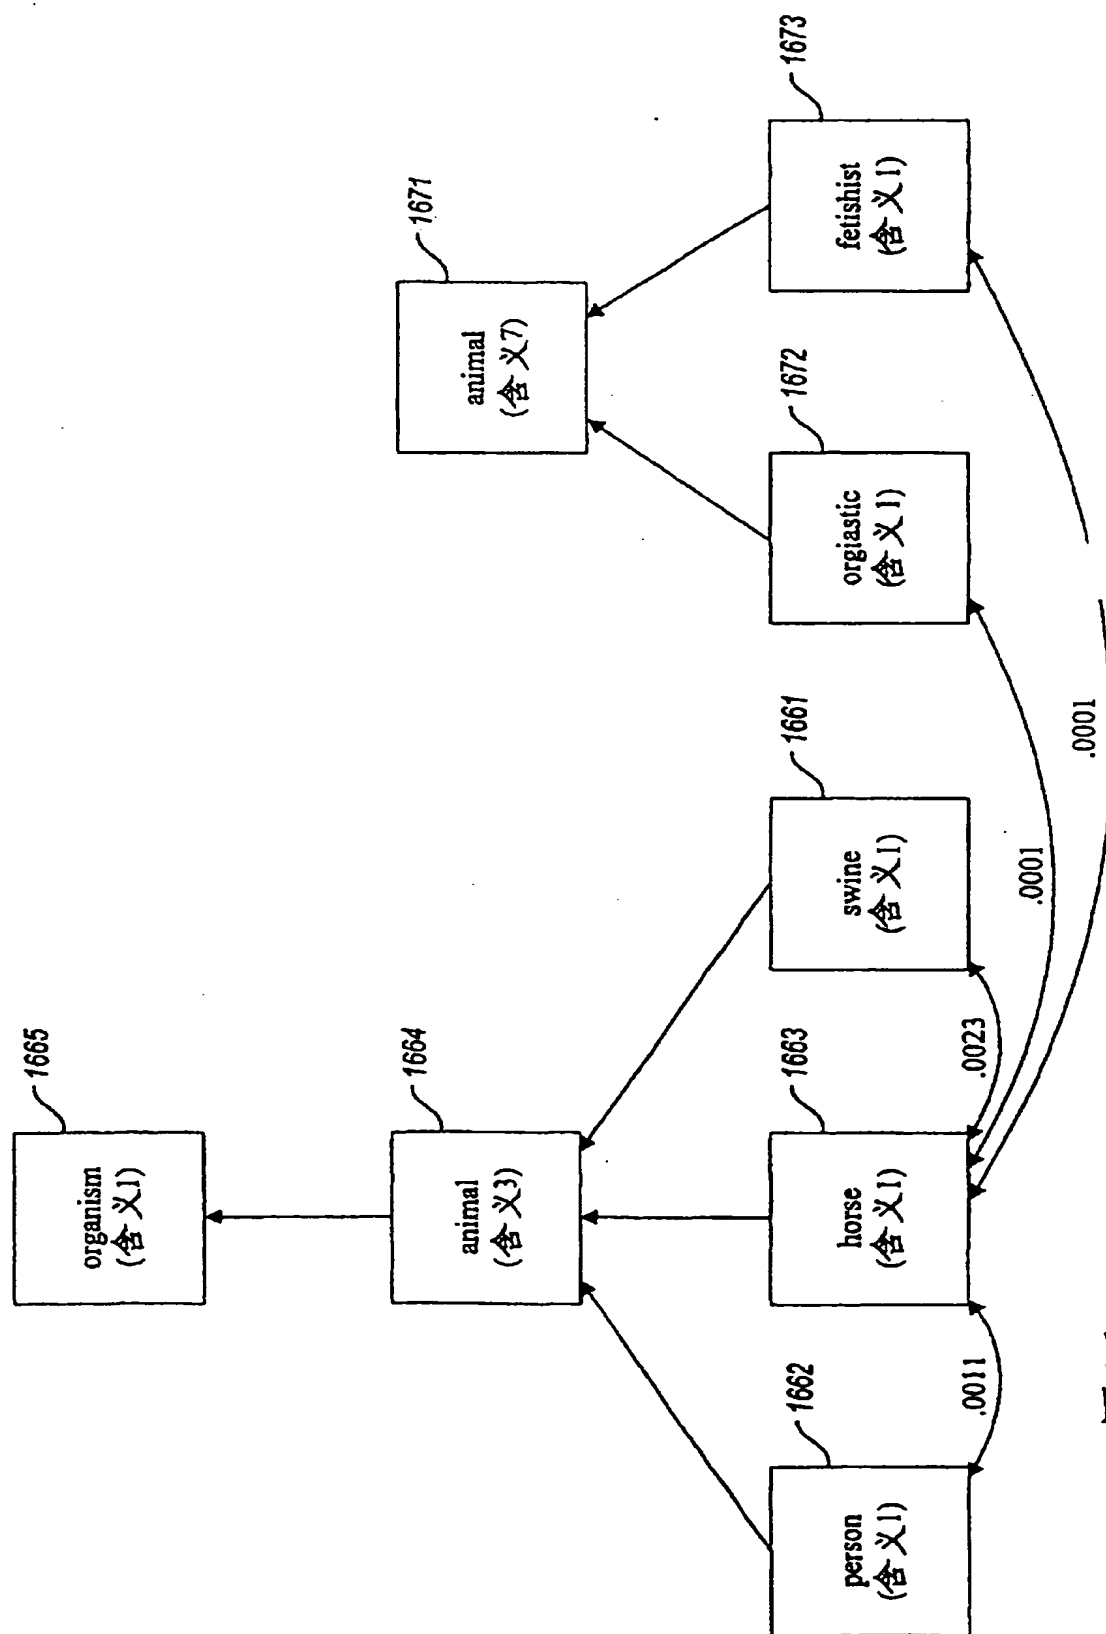 1665
organism
(含义1)
1664
animal
(含义3)
1671
animal
(含义7)
1662
person
(含义1)
1663
horse
(含义1)
1661
swine
(含义1)
1672
orgiastic
(含义1)
1673
fetishist
(含义1)
.0011
.0023
.0001
.0001